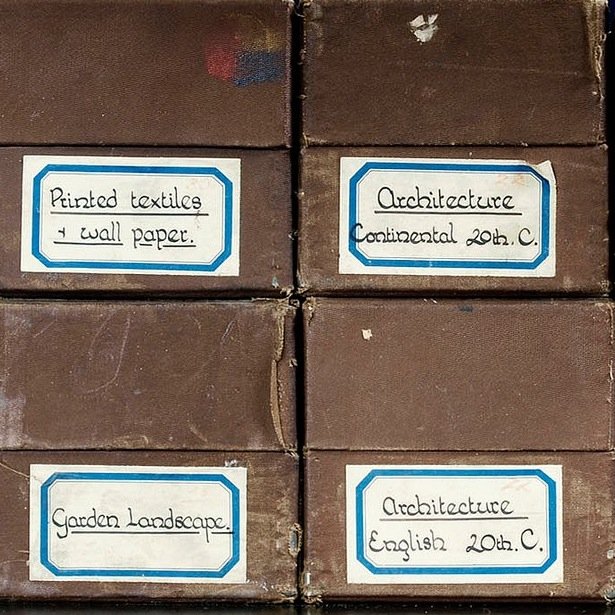 Printed textiles
+ wall paper.
Architecture
Continental 20th. C.
Garden Landscape.
Architecture
English 20th. C.